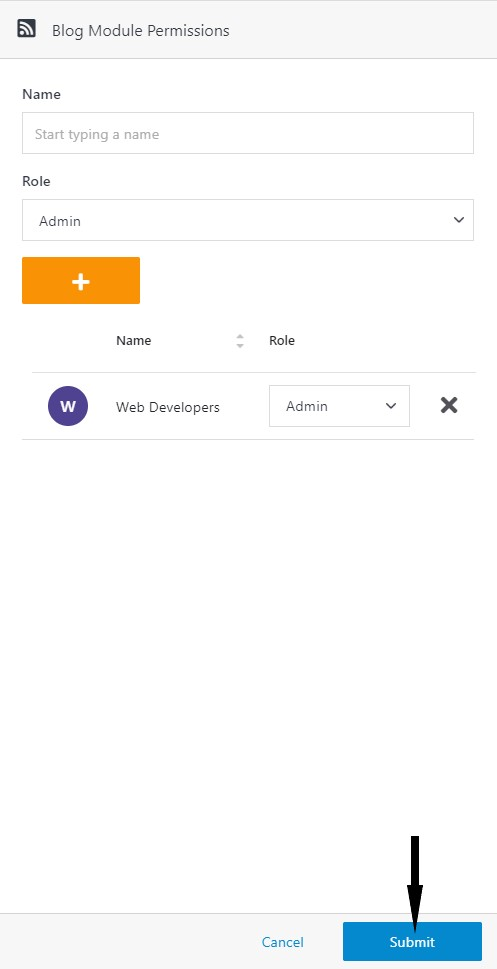 Blog Module Permissions
Name
Start typing a name
Role
Admin
Name Role
W Web Developers Admin
Cancel Submit